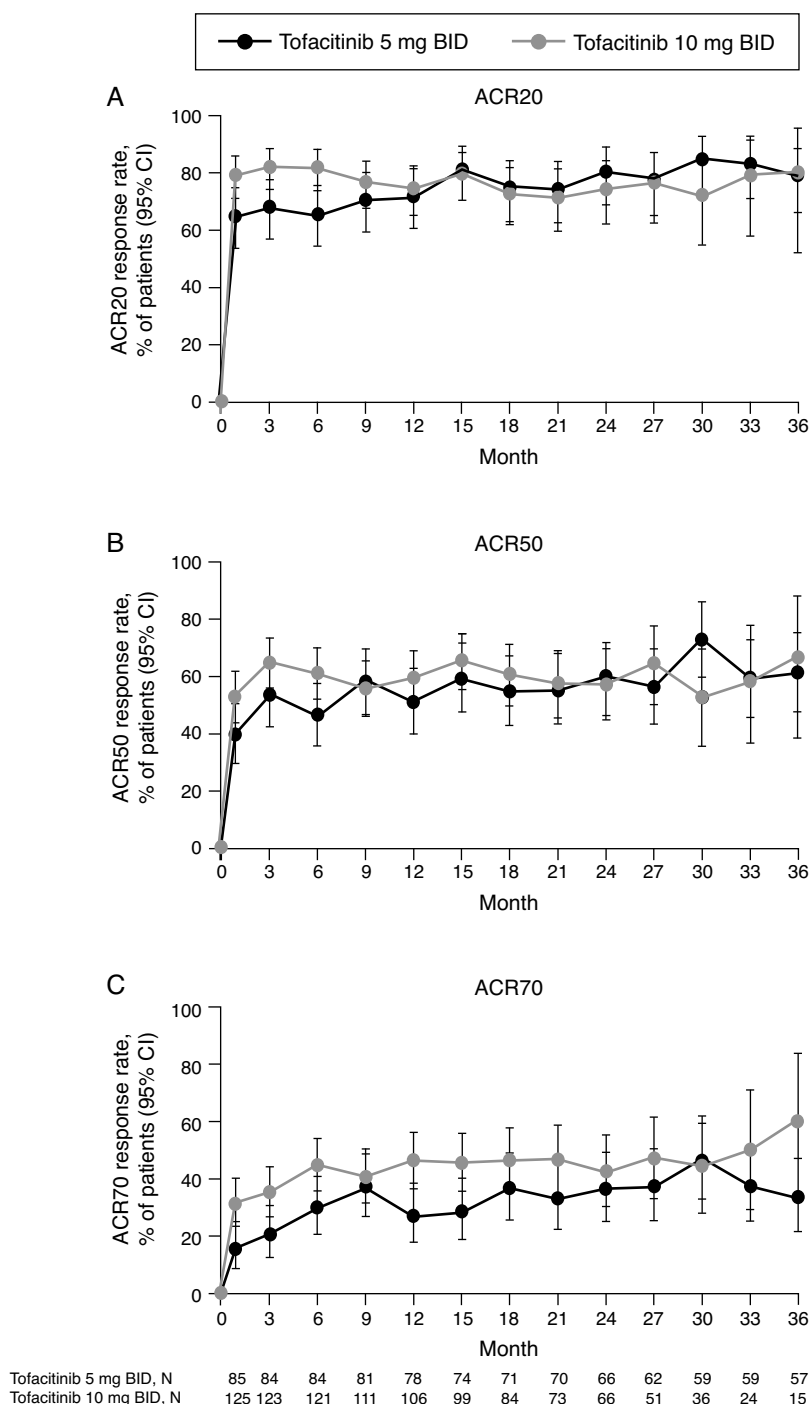 Tofacitinib 5 mg BID Tofacitinib 10 mg BID
A
ACR20
ACR20 response rate,
% of patients (95% CI)
100
80
60
40
20
0
0 3 6 9 12 15 18 21 24 27 30 33 36
Month
B
ACR50
ACR50 response rate,
% of patients (95% CI)
100
80
60
40
20
0
0 3 6 9 12 15 18 21 24 27 30 33 36
Month
C
ACR70
ACR70 response rate,
% of patients (95% CI)
100
80
60
40
20
0
0 3 6 9 12 15 18 21 24 27 30 33 36
Month
Tofacitinib 5 mg BID, N 85 84 84 81 78 74 71 70 66 62 59 59 57
Tofacitinib 10 mg BID, N 125 123 121 111 106 99 84 73 66 51 36 24 15